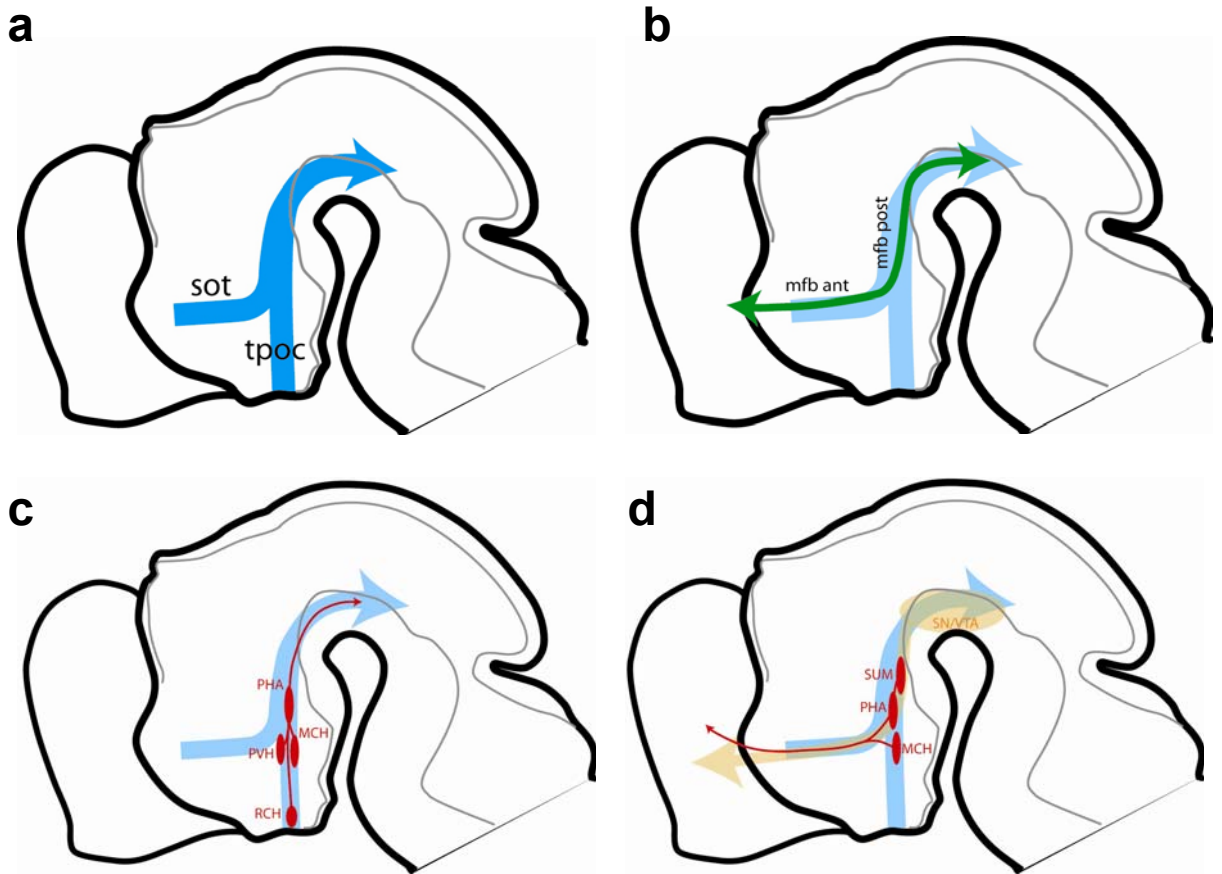 a
sot
tpoc
b
mfb ant
mfb post
c
PHA
MCH
PVH
RCH
d
SN/VTA
SUM
PHA
MCH